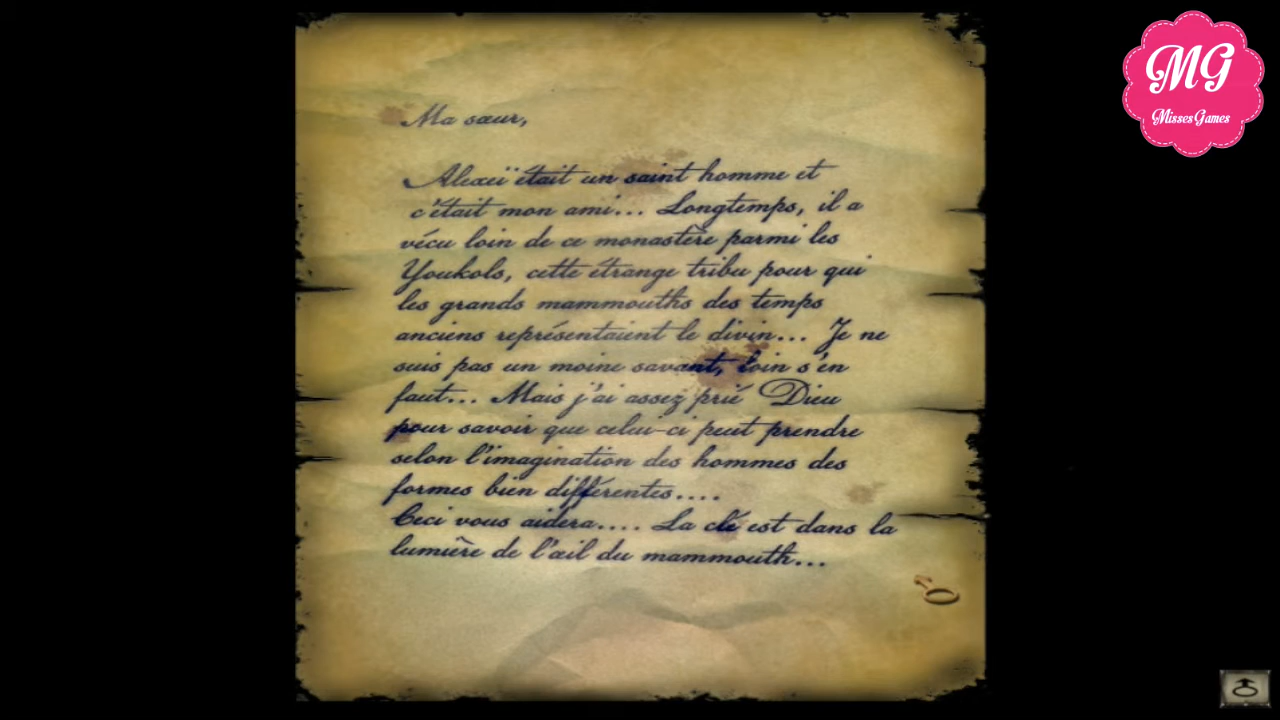 Ma sœur,
Alexeï était un saint homme et
c'était mon ami... Longtemps, il a
vécu loin de ce monastère parmi les
Youkols, cette étrange tribu pour qui
les grands mammouths des temps
anciens représentaient le divin... Je ne
suis pas un moine savant, loin s'en
faut... Mais j'ai assez prié Dieu
pour savoir que celui-ci peut prendre
selon l'imagination des hommes des
formes bien différentes....
Ceci vous aidera.... La clé est dans la
lumière de l'œil du mammouth...
MG
MissesGames